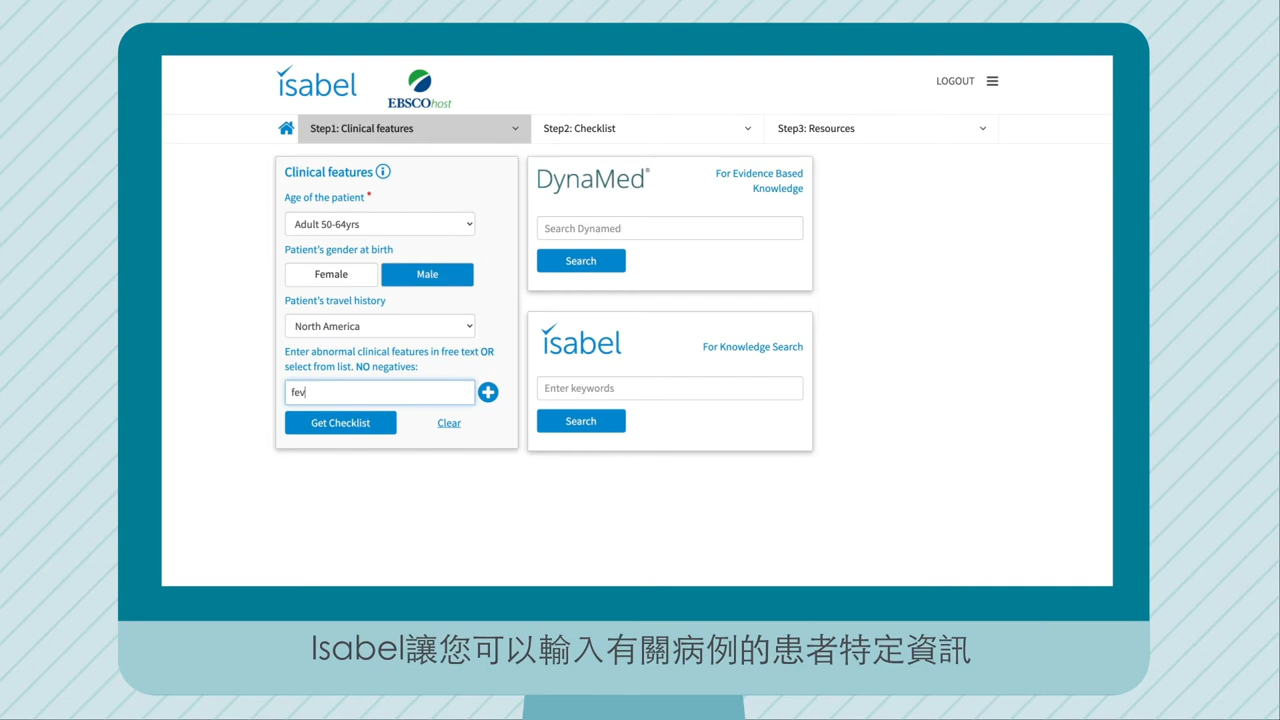 isabel
EBSCOhost
LOGOUT
Step1: Clinical features
Step2: Checklist
Step3: Resources
Clinical features
Age of the patient *
Adult 50-64yrs
Patient's gender at birth
Female
Male
Patient's travel history
North America
Enter abnormal clinical features in free text OR
select from list. NO negatives:
fev
Get Checklist
Clear
DynaMed®
For Evidence Based
Knowledge
Search Dynamed
Search
isabel
For Knowledge Search
Enter keywords
Search
Isabel讓您可以輸入有關病例的患者特定資訊